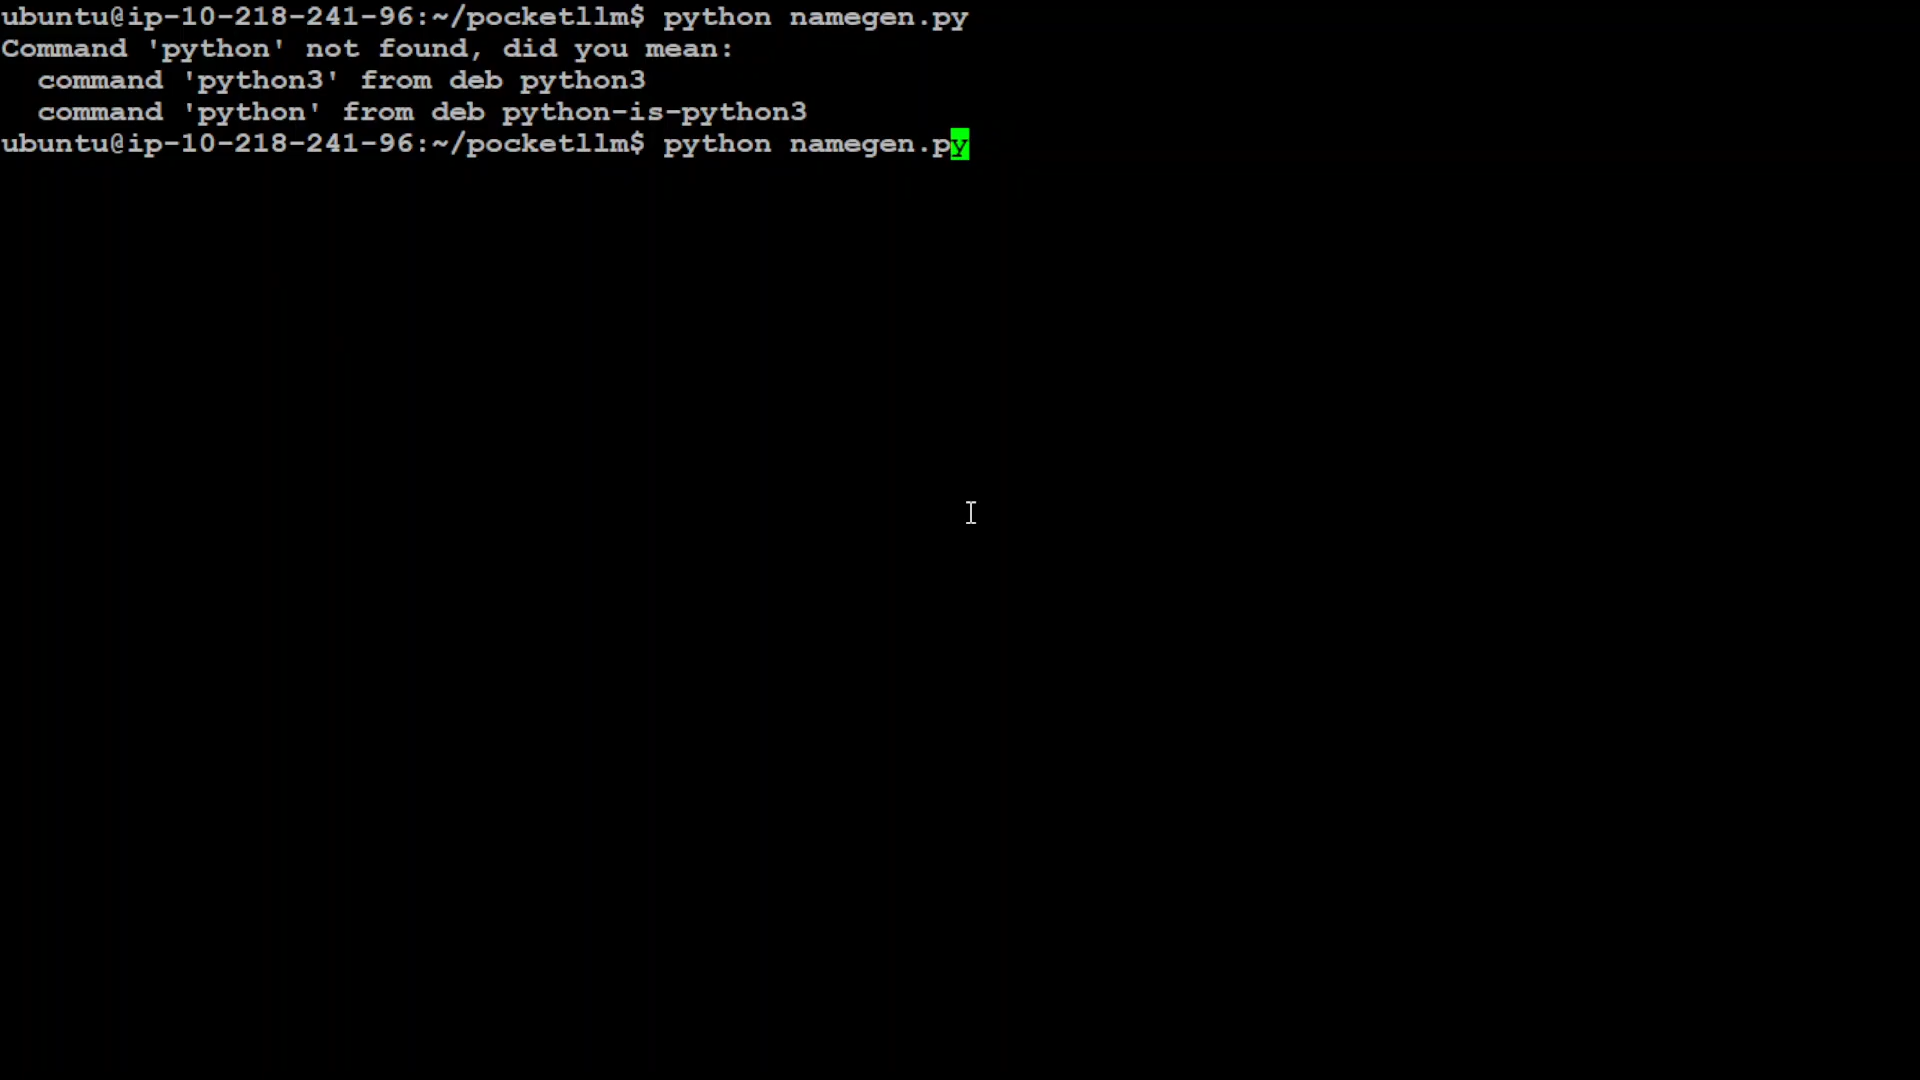 ubuntu@ip-10-218-241-96:~/pocketllm$ python namegen.py
Command 'python' not found, did you mean:
  command 'python3' from deb python3
  command 'python' from deb python-is-python3
ubuntu@ip-10-218-241-96:~/pocketllm$ python namegen.py